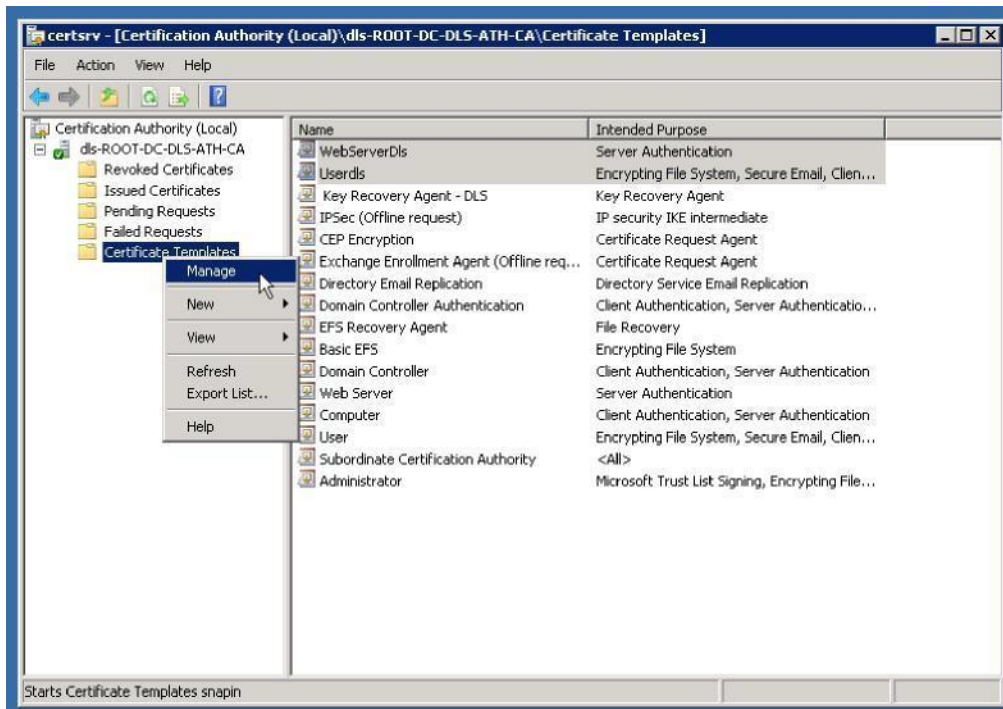 certsrv - [Certification Authority (Local)\dls-ROOT-DC-DLS-ATH-CA\Certificate Templates]
File Action View Help
Certification Authority (Local)
dls-ROOT-DC-DLS-ATH-CA
Revoked Certificates
Issued Certificates
Pending Requests
Failed Requests
Certificate Templates
Manage
New
View
Refresh
Export List...
Help
Name Intended Purpose
WebServerDls Server Authentication
Userdls Encrypting File System, Secure Email, Clien...
Key Recovery Agent - DLS Key Recovery Agent
IPSec (Offline request) IP security IKE intermediate
CEP Encryption Certificate Request Agent
Exchange Enrollment Agent (Offline req... Certificate Request Agent
Directory Email Replication Directory Service Email Replication
Domain Controller Authentication Client Authentication, Server Authenticatio...
EFS Recovery Agent File Recovery
Basic EFS Encrypting File System
Domain Controller Client Authentication, Server Authentication
Web Server Server Authentication
Computer Client Authentication, Server Authentication
User Encrypting File System, Secure Email, Clien...
Subordinate Certification Authority <All>
Administrator Microsoft Trust List Signing, Encrypting File...
Starts Certificate Templates snapin